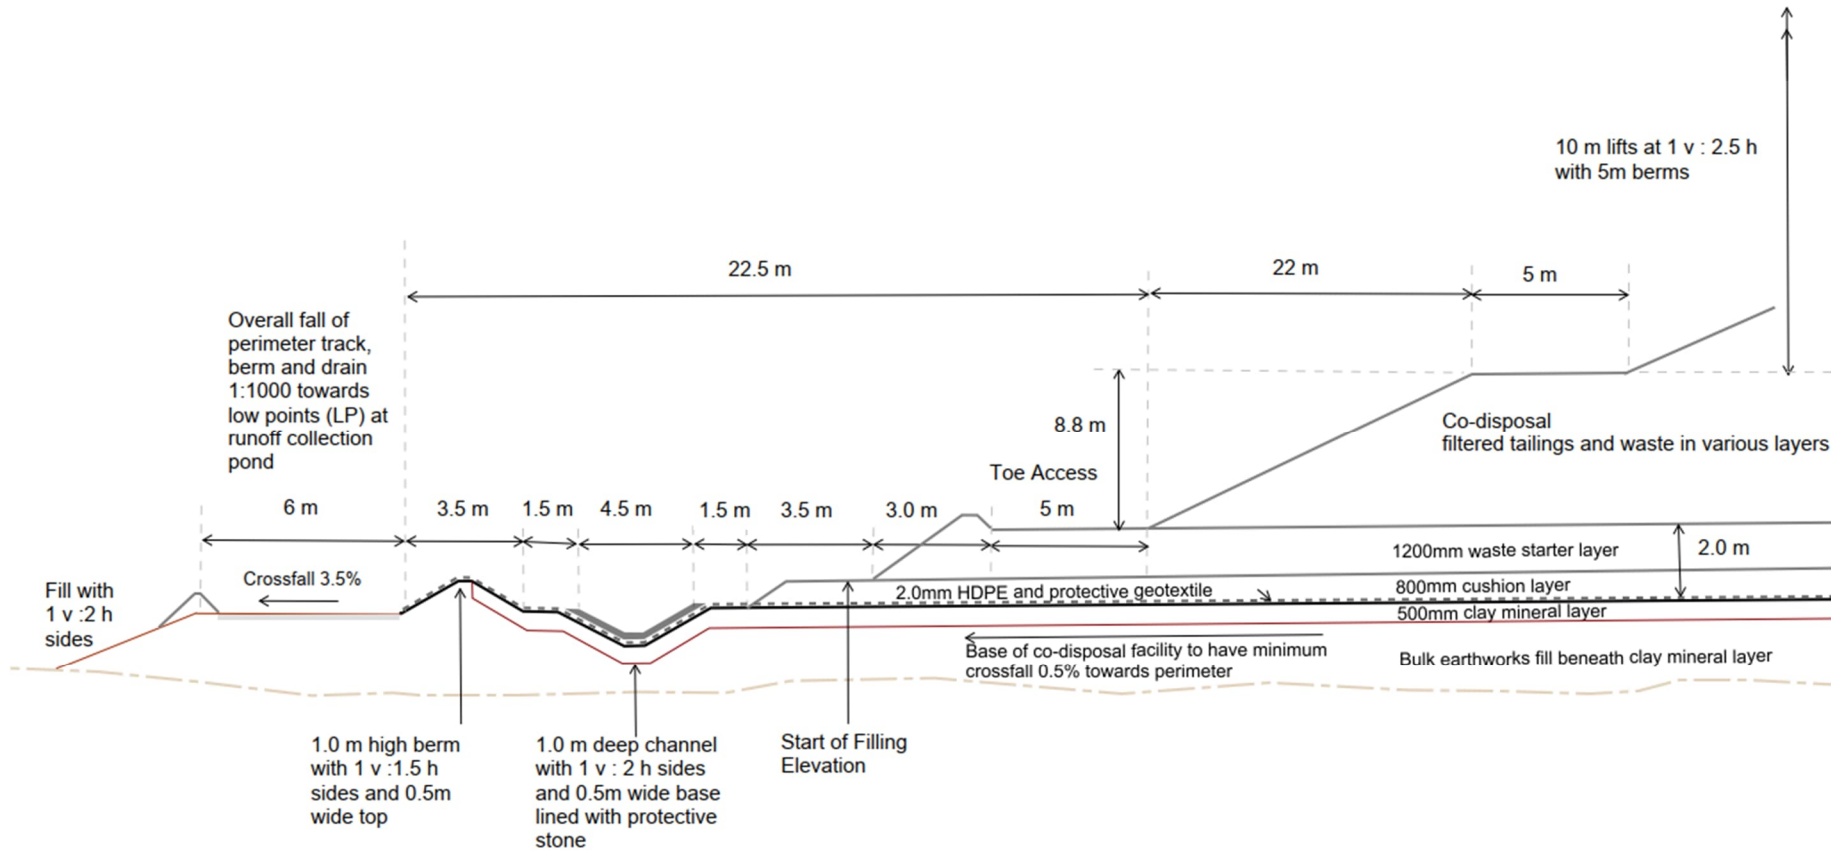 10 m lifts at 1 v : 2.5 h
with 5m berms
22.5 m
22 m
5 m
Overall fall of
perimeter track,
berm and drain
1:1000 towards
low points (LP) at
runoff collection
pond
8.8 m
Co-disposal
filtered tailings and waste in various layers
Toe Access
6 m
3.5 m
1.5 m
4.5 m
1.5 m
3.5 m
3.0 m
5 m
1200mm waste starter layer
2.0 m
Crossfall 3.5%
Fill with
1 v :2 h
sides
2.0mm HDPE and protective geotextile
800mm cushion layer
500mm clay mineral layer
Base of co-disposal facility to have minimum
crossfall 0.5% towards perimeter
Bulk earthworks fill beneath clay mineral layer
1.0 m high berm
with 1 v :1.5 h
sides and 0.5m
wide top
1.0 m deep channel
with 1 v : 2 h sides
and 0.5m wide base
lined with protective
stone
Start of Filling
Elevation